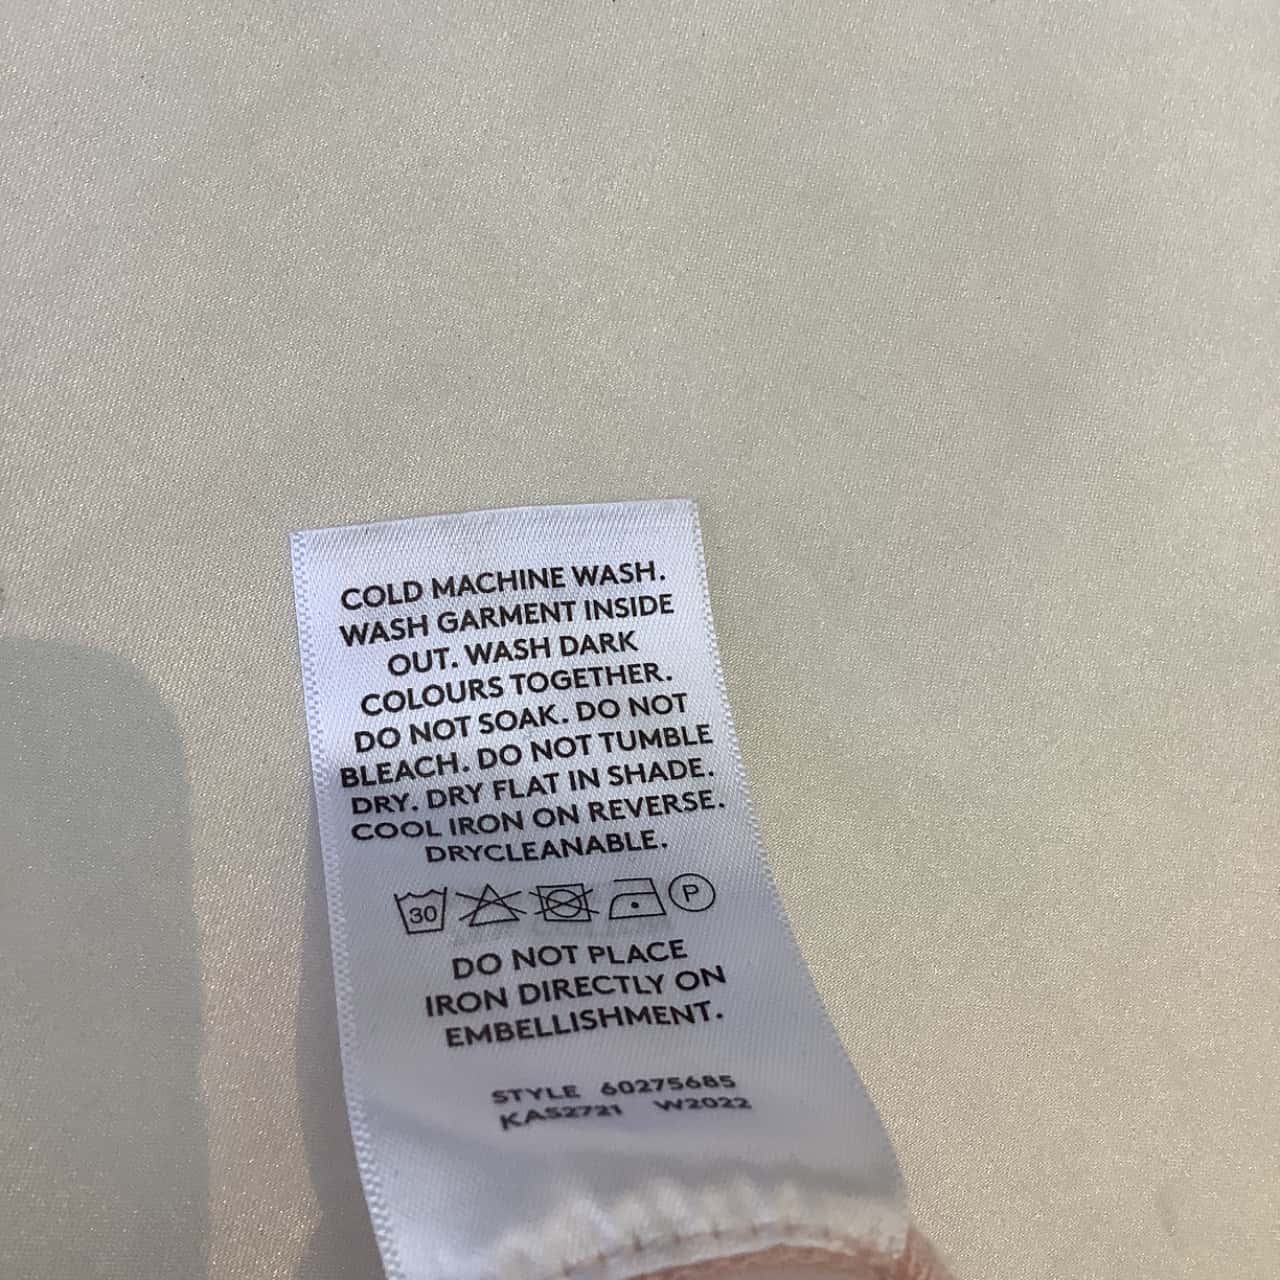 COLD MACHINE WASH.
WASH GARMENT INSIDE
OUT. WASH DARK
COLOURS TOGETHER.
DO NOT SOAK. DO NOT
BLEACH. DO NOT TUMBLE
DRY. DRY FLAT IN SHADE.
COOL IRON ON REVERSE.
DRYCLEANABLE.
30 P
DO NOT PLACE
IRON DIRECTLY ON
EMBELLISHMENT.
STYLE 60275685
KAS2721 W2022